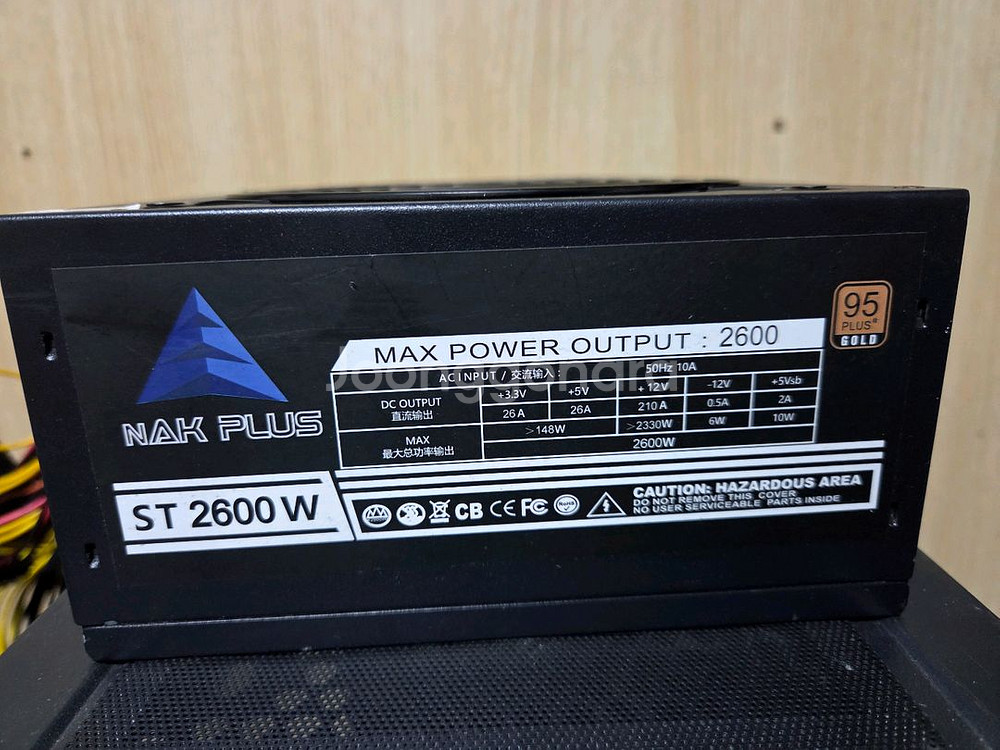 95
PLUS®
GOLD
MAX POWER OUTPUT : 2600
AC INPUT / 交流输入 : 50Hz 10A
DC OUTPUT
直流输出
+3.3V +5V +12V -12V +5Vsb
26A 26A 210A 0.5A 2A
MAX
最大总功率输出
>148W >2330W 6W 10W
2600W
NAK PLUS
ST 2600W
CB CE FC
CAUTION: HAZARDOUS AREA
DO NOT REMOVE THIS COVER
NO USER SERVICEABLE PARTS INSIDE
Joonggonara